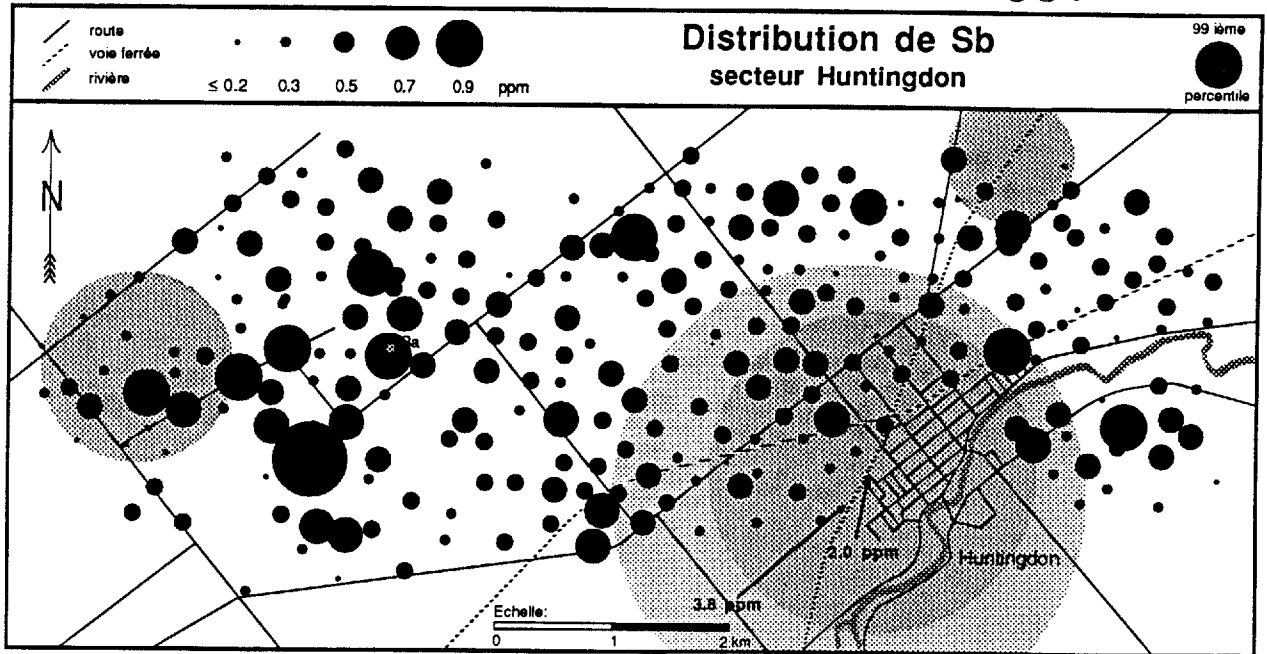 route
voie ferrée
rivière
≤ 0.2 0.3 0.5 0.7 0.9 ppm
Distribution de Sb
secteur Huntingdon
99 ième
percentile
N
2.0 ppm
Huntingdon
3.8 ppm
Echelle:
0 1 2 km